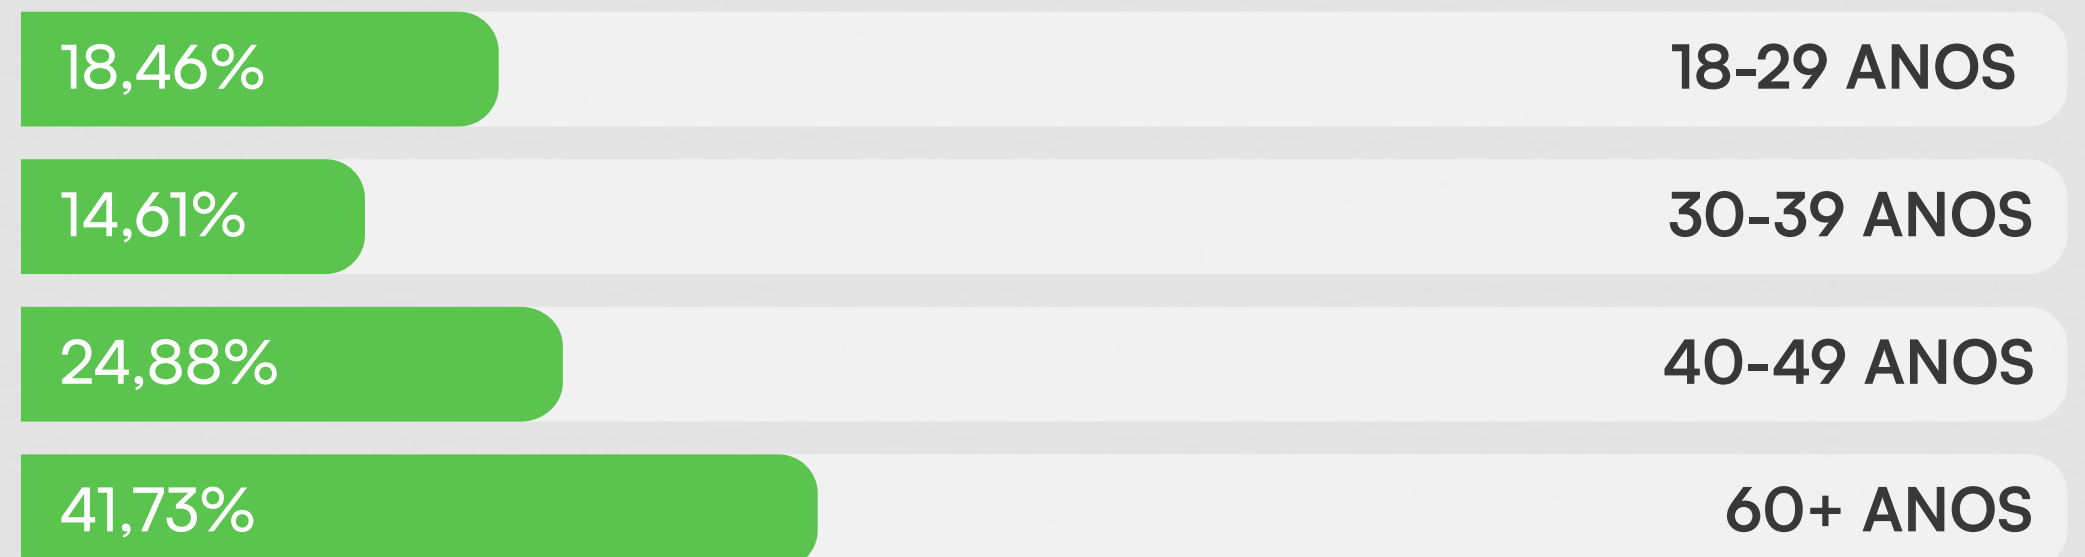 18,46% 18-29 ANOS
14,61% 30-39 ANOS
24,88% 40-49 ANOS
41,73% 60+ ANOS